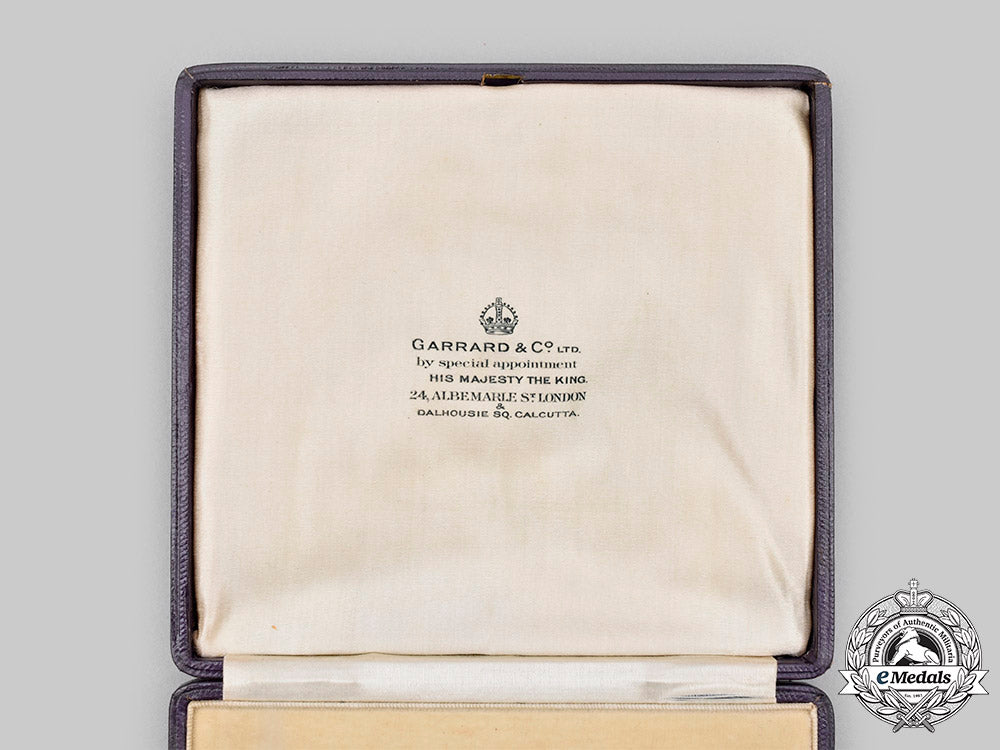 GARRARD & Cº LTD.
by special appointment
HIS MAJESTY THE KING.
24, ALBEMARLE ST. LONDON
&
DALHOUSIE SQ. CALCUTTA.
Purveyors of Authentic Militaria
eMedals